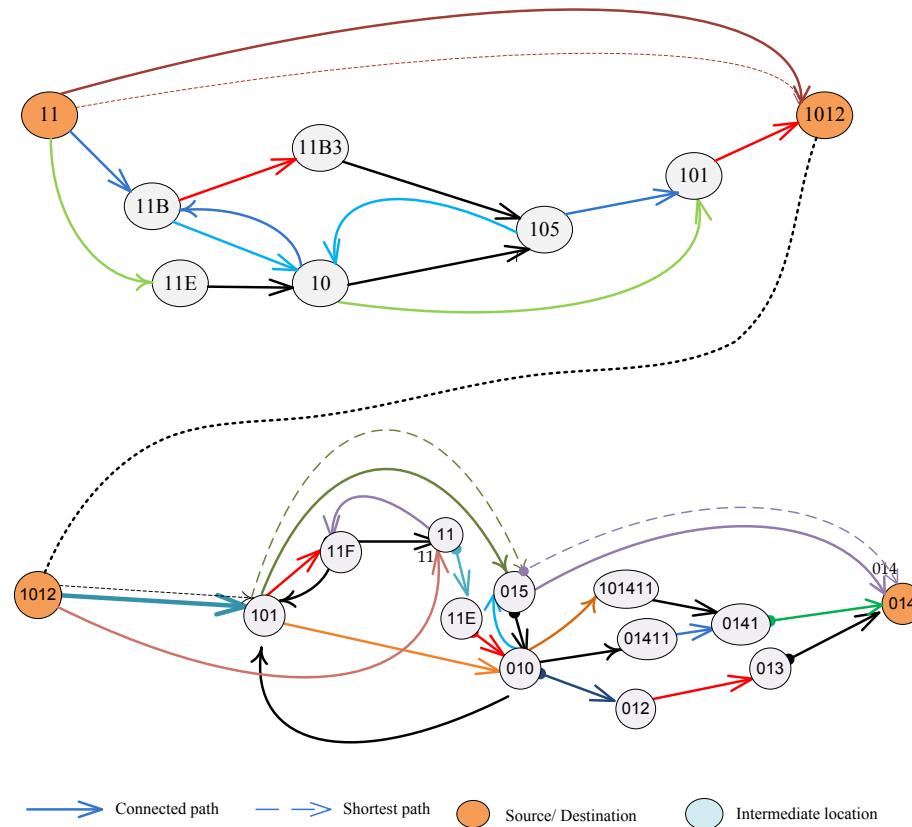 11
1012
11B3
101
11B
105
11E
10
11
11
11F
014
015
101411
1012
014
101
11E
01411
0141
010
013
012
Connected path
Shortest path
Source/ Destination
Intermediate location